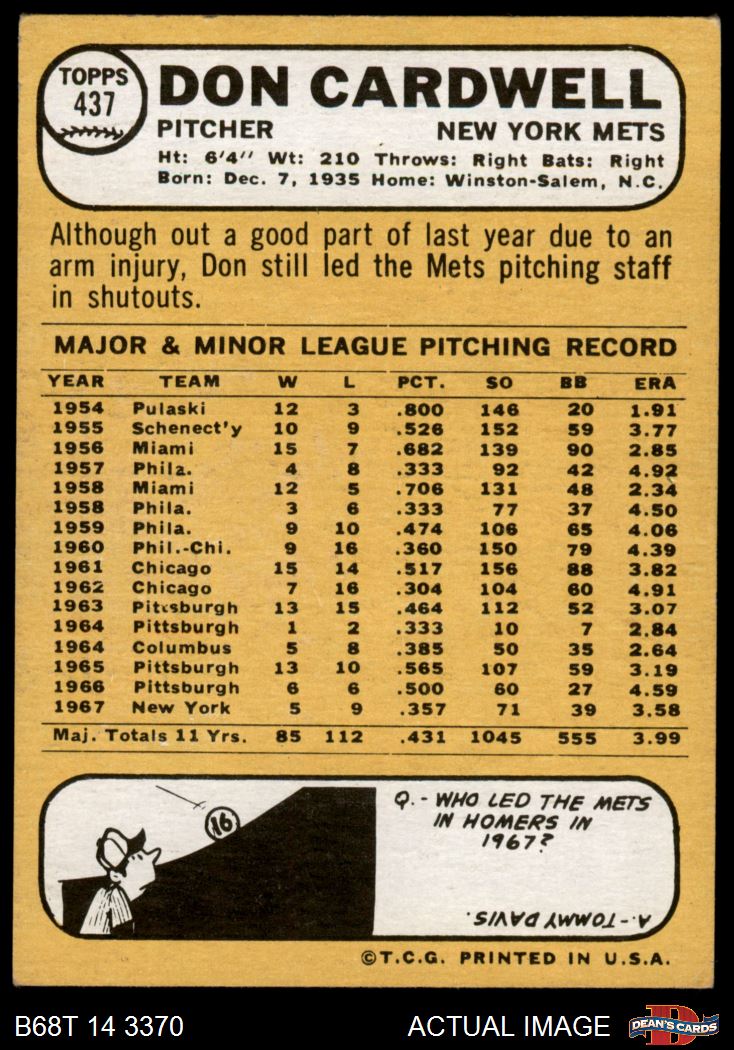 TOPPS
437
DON CARDWELL
PITCHER NEW YORK METS
Ht: 6'4" Wt: 210 Throws: Right Bats: Right
Born: Dec. 7, 1935 Home: Winston-Salem, N.C.
Although out a good part of last year due to an
arm injury, Don still led the Mets pitching staff
in shutouts.
MAJOR & MINOR LEAGUE PITCHING RECORD
YEAR TEAM W L PCT. SO BB ERA
1954 Pulaski 12 3 .800 146 20 1.91
1955 Schenect'y 10 9 .526 152 59 3.77
1956 Miami 15 7 .682 139 90 2.85
1957 Phila. 4 8 .333 92 42 4.92
1958 Miami 12 5 .706 131 48 2.34
1958 Phila. 3 6 .333 77 37 4.50
1959 Phila. 9 10 .474 106 65 4.06
1960 Phil.-Chi. 9 16 .360 150 79 4.39
1961 Chicago 15 14 .517 156 88 3.82
1962 Chicago 7 16 .304 104 60 4.91
1963 Pittsburgh 13 15 .464 112 52 3.07
1964 Pittsburgh 1 2 .333 10 7 2.84
1964 Columbus 5 8 .385 50 35 2.64
1965 Pittsburgh 13 10 .565 107 59 3.19
1966 Pittsburgh 6 6 .500 60 27 4.59
1967 New York 5 9 .357 71 39 3.58
Maj. Totals 11 Yrs. 85 112 .431 1045 555 3.99
16
Q.- WHO LED THE METS
IN HOMERS IN
1967?
A.- TOMMY DAVIS.
©T.C.G. PRINTED IN U.S.A.
B68T 14 3370 ACTUAL IMAGE
D
DEAN'S CARDS